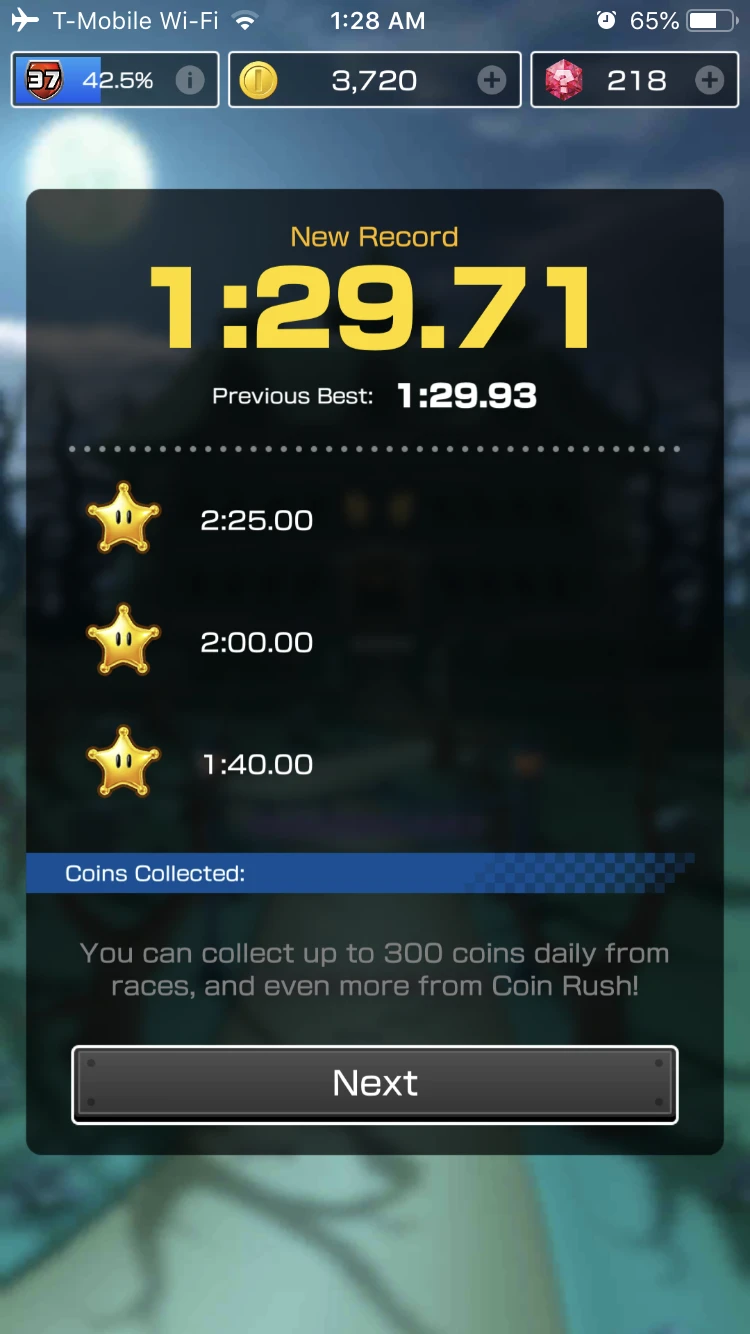 T-Mobile Wi-Fi 1:28 AM 65%
37 42.5% i 3,720 + 218 +
New Record
1:29.71
Previous Best: 1:29.93
2:25.00
2:00.00
1:40.00
Coins Collected:
You can collect up to 300 coins daily from
races, and even more from Coin Rush!
Next